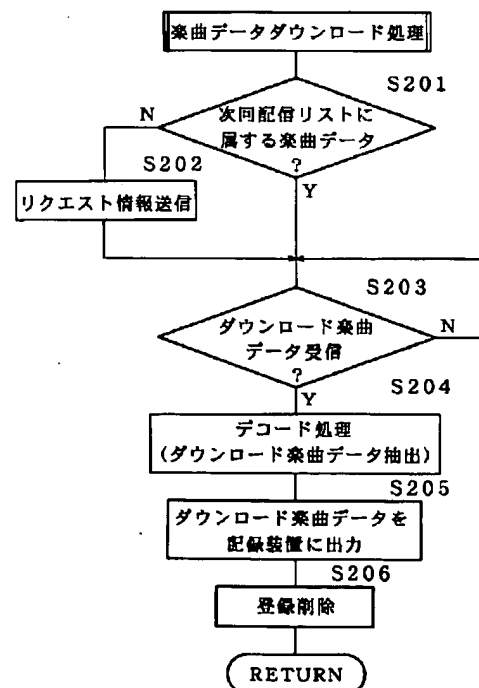 楽曲データダウンロード処理
S201
N
次回配信リストに
属する楽曲データ
?
S202
Y
リクエスト情報送信
S203
ダウンロード楽曲
N
データ受信
?
S204
Y
デコード処理
(ダウンロード楽曲データ抽出)
S205
ダウンロード楽曲データを
記録装置に出力
S206
登録削除
RETURN